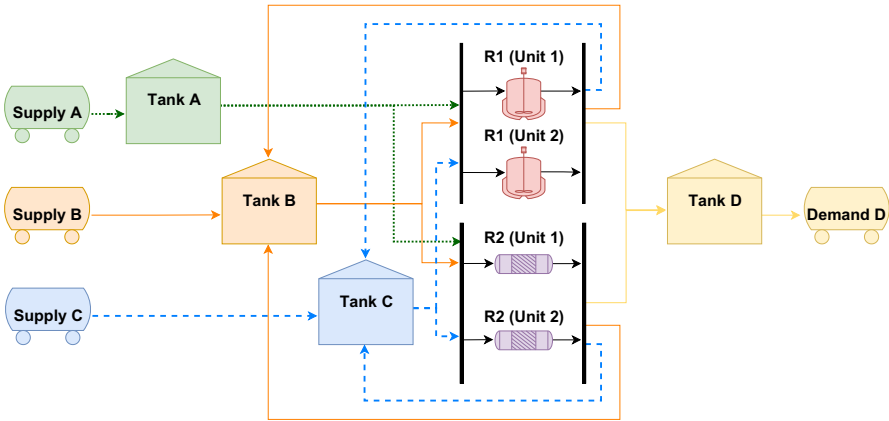 R1 (Unit 1)
Tank A
Supply A
R1 (Unit 2)
Tank B
Tank D
Supply B
Demand D
R2 (Unit 1)
Tank C
Supply C
R2 (Unit 2)